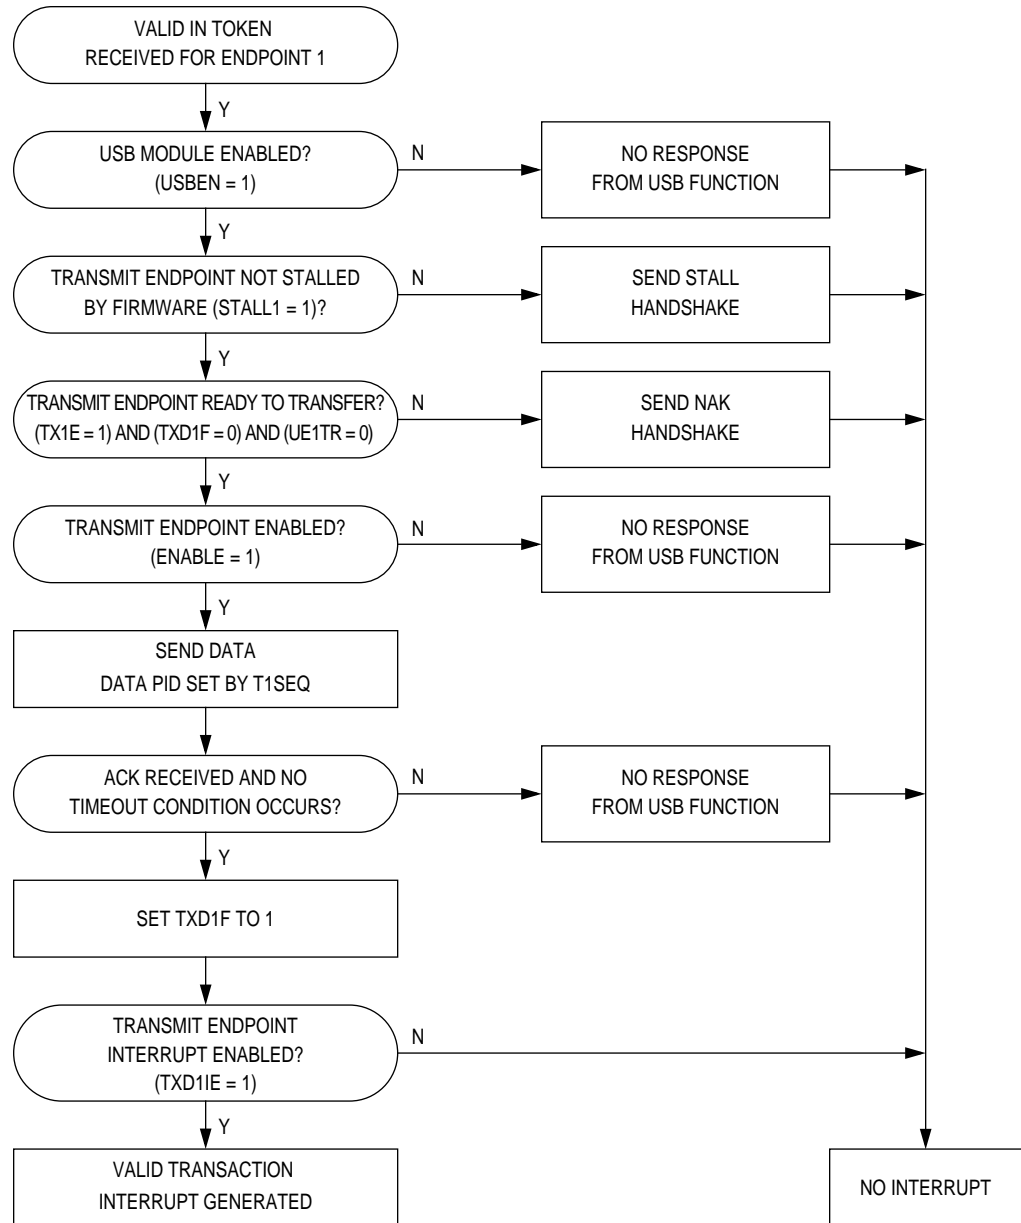 VALID IN TOKEN
RECEIVED FOR ENDPOINT 1
Y
USB MODULE ENABLED?
(USBEN = 1)
N
NO RESPONSE
FROM USB FUNCTION
Y
TRANSMIT ENDPOINT NOT STALLED
BY FIRMWARE (STALL1 = 1)?
N
SEND STALL
HANDSHAKE
Y
TRANSMIT ENDPOINT READY TO TRANSFER?
(TX1E = 1) AND (TXD1F = 0) AND (UE1TR = 0)
N
SEND NAK
HANDSHAKE
Y
TRANSMIT ENDPOINT ENABLED?
(ENABLE = 1)
N
NO RESPONSE
FROM USB FUNCTION
Y
SEND DATA
DATA PID SET BY T1SEQ
ACK RECEIVED AND NO
TIMEOUT CONDITION OCCURS?
N
NO RESPONSE
FROM USB FUNCTION
Y
SET TXD1F TO 1
TRANSMIT ENDPOINT
INTERRUPT ENABLED?
(TXD1IE = 1)
N
Y
VALID TRANSACTION
INTERRUPT GENERATED
NO INTERRUPT